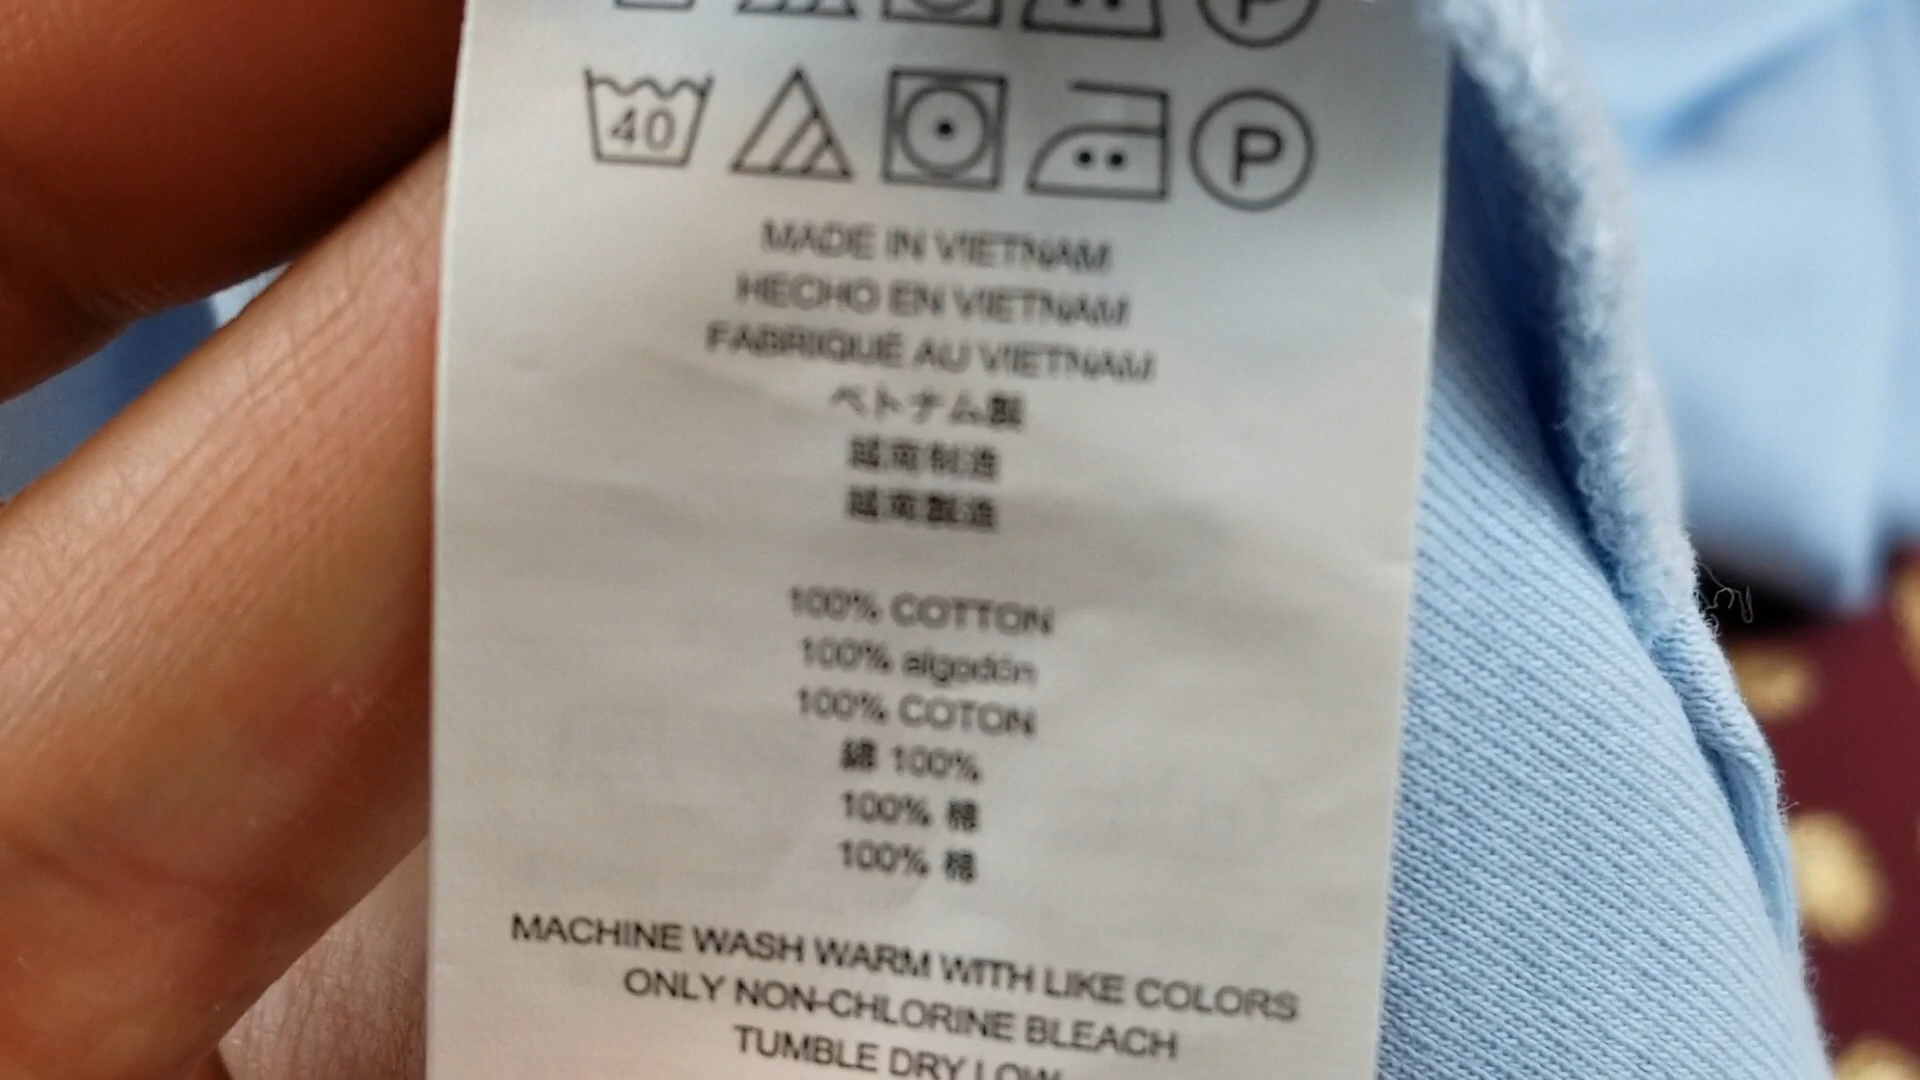 P
40 P
MADE IN VIETNAM
HECHO EN VIETNAM
FABRIQUÉ AU VIETNAM
ベトナム製
越南制造
越南製造
100% COTTON
100% algodón
100% COTON
綿 100%
100% 棉
100% 棉
MACHINE WASH WARM WITH LIKE COLORS
ONLY NON-CHLORINE BLEACH
TUMBLE DRY LOW